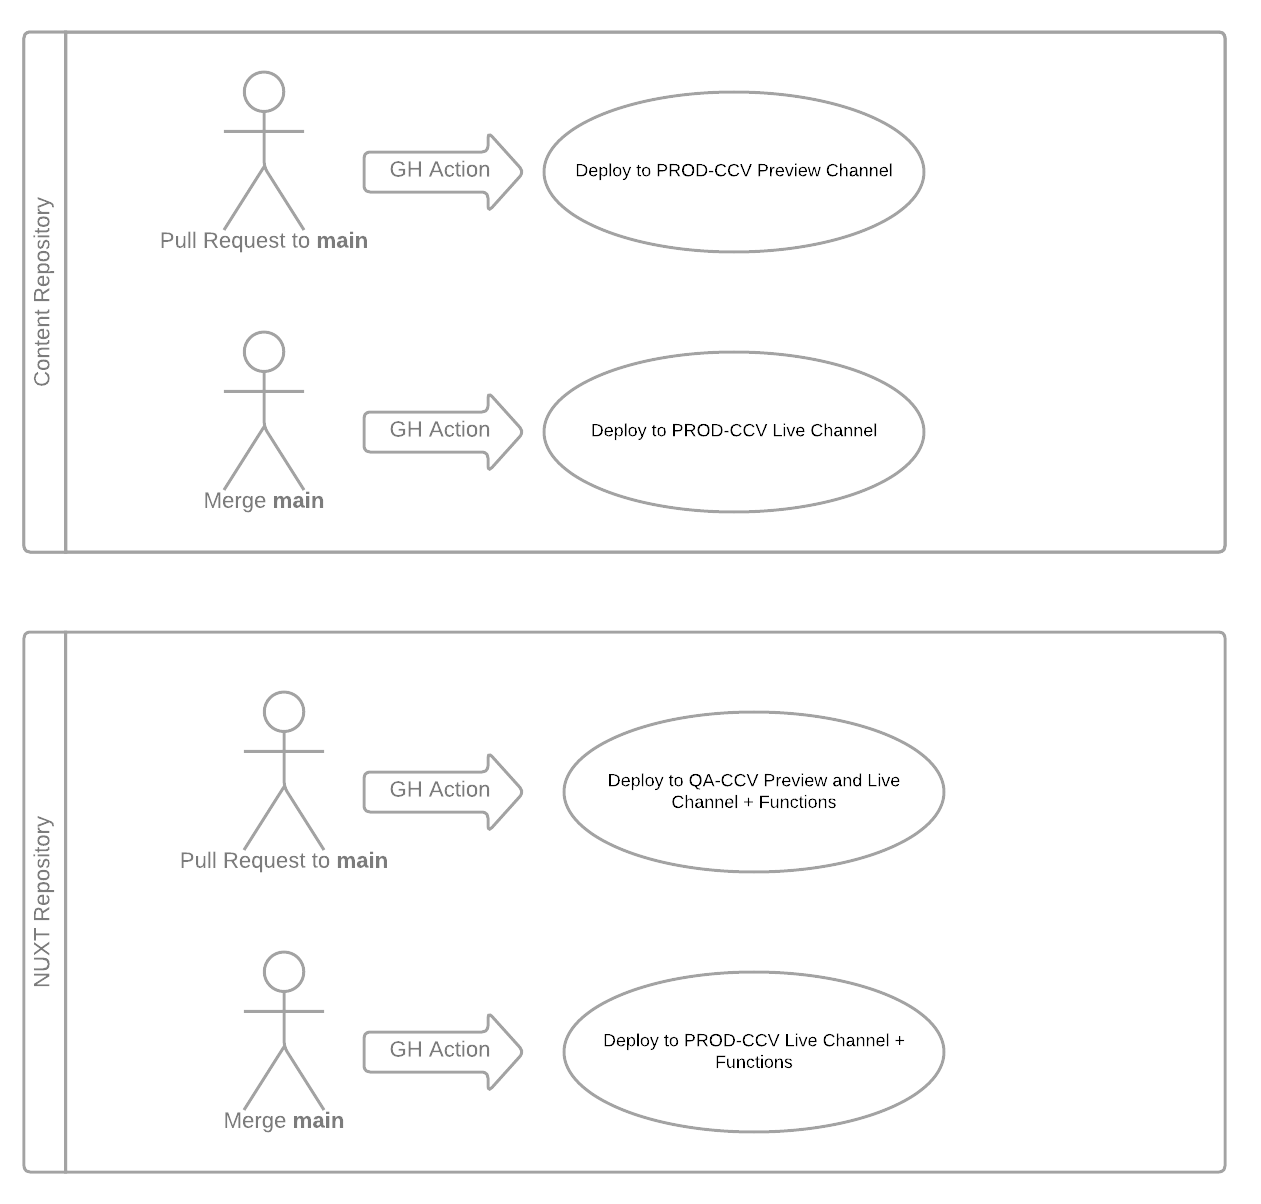 Content Repository
GH Action
Deploy to PROD-CCV Preview Channel
Pull Request to main
GH Action
Deploy to PROD-CCV Live Channel
Merge main
NUXT Repository
GH Action
Deploy to QA-CCV Preview and Live
Channel + Functions
Pull Request to main
GH Action
Deploy to PROD-CCV Live Channel +
Functions
Merge main